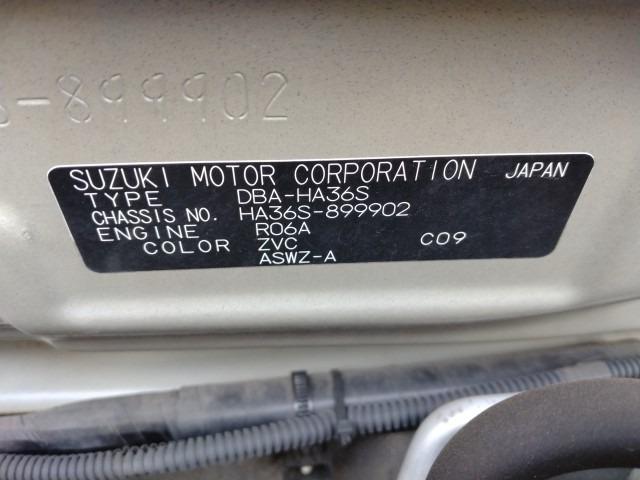 S-899902
SUZUKI MOTOR CORPORATION JAPAN
TYPE DBA-HA36S
CHASSIS NO. HA36S-899902
ENGINE R06A
COLOR ZVC C09
ASWZ-A